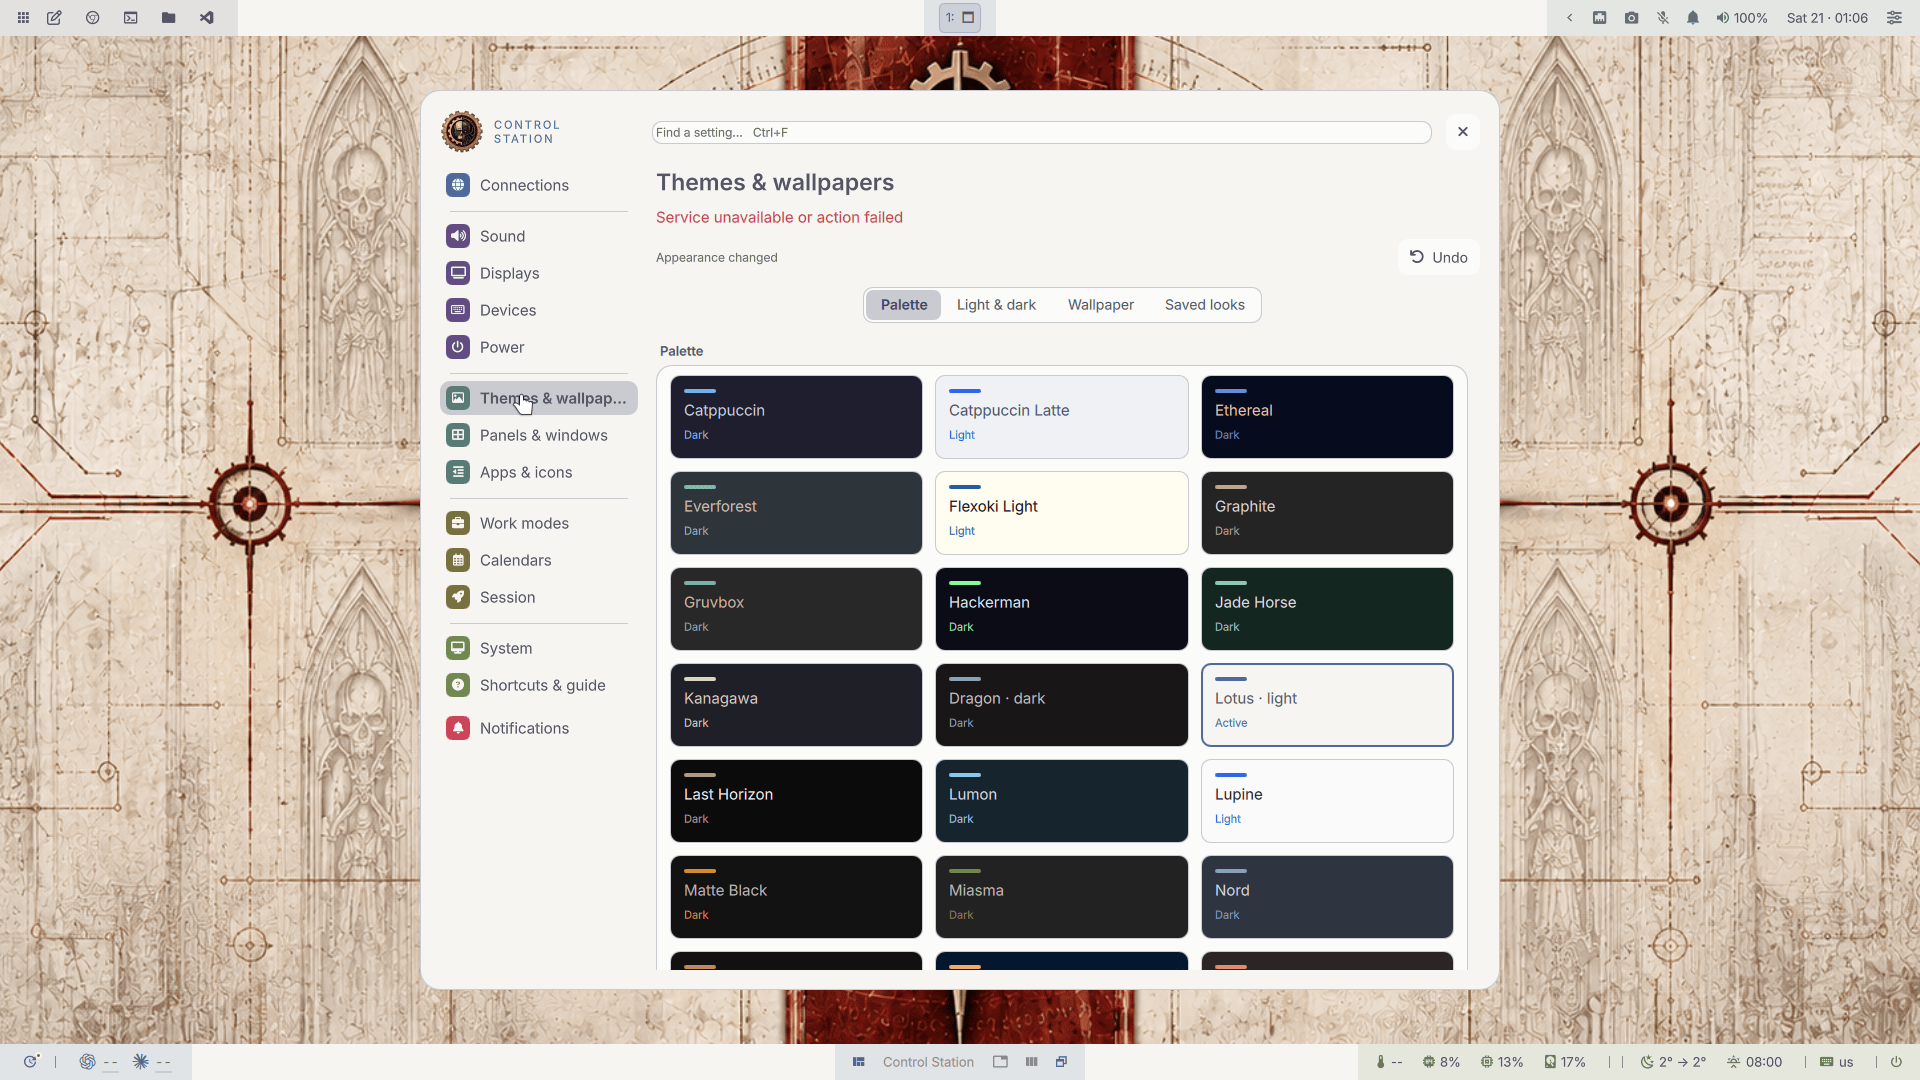 1:
100%
Sat 21 · 01:06
CONTROL
STATION
Find a setting... Ctrl+F
Connections
Sound
Displays
Devices
Power
Themes & wallpap...
Panels & windows
Apps & icons
Work modes
Calendars
Session
System
Shortcuts & guide
Notifications
Themes & wallpapers
Service unavailable or action failed
Appearance changed
Undo
Palette
Light & dark
Wallpaper
Saved looks
Palette
Catppuccin
Dark
Catppuccin Latte
Light
Ethereal
Dark
Everforest
Dark
Flexoki Light
Light
Graphite
Dark
Gruvbox
Dark
Hackerman
Dark
Jade Horse
Dark
Kanagawa
Dark
Dragon · dark
Dark
Lotus · light
Active
Last Horizon
Dark
Lumon
Dark
Lupine
Light
Matte Black
Dark
Miasma
Dark
Nord
Dark
-- --
Control Station
--
8%
13%
17%
2° → 2°
08:00
us